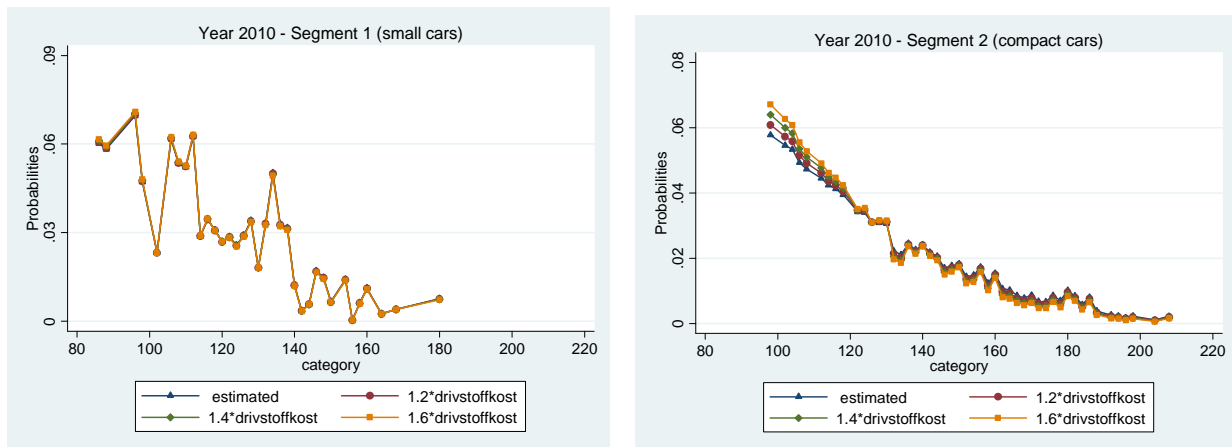 Year 2010 - Segment 1 (small cars)
Probabilities
.09
.06
.03
0
80 100 120 140 160 180 200 220
category
estimated 1.2*drivstoffkost
1.4*drivstoffkost 1.6*drivstoffkost
Year 2010 - Segment 2 (compact cars)
Probabilities
.08
.06
.04
.02
0
80 100 120 140 160 180 200 220
category
estimated 1.2*drivstoffkost
1.4*drivstoffkost 1.6*drivstoffkost